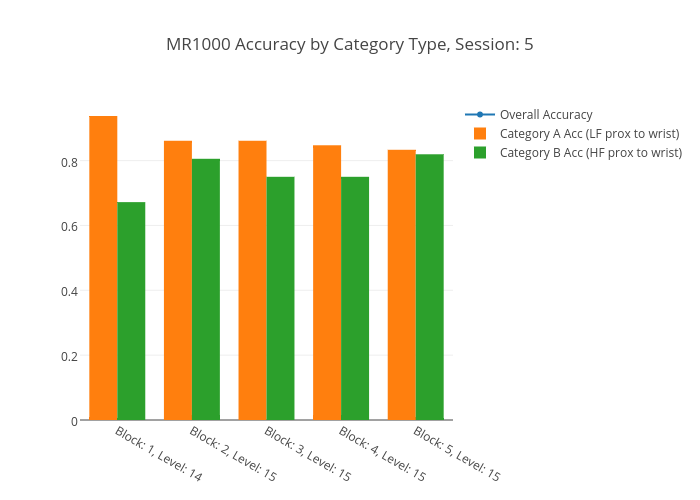 MR1000 Accuracy by Category Type, Session: 5
Overall Accuracy
Category A Acc (LF prox to wrist)
Category B Acc (HF prox to wrist)
0.8
0.6
0.4
0.2
0
Block: 1, Level: 14
Block: 2, Level: 15
Block: 3, Level: 15
Block: 4, Level: 15
Block: 5, Level: 15